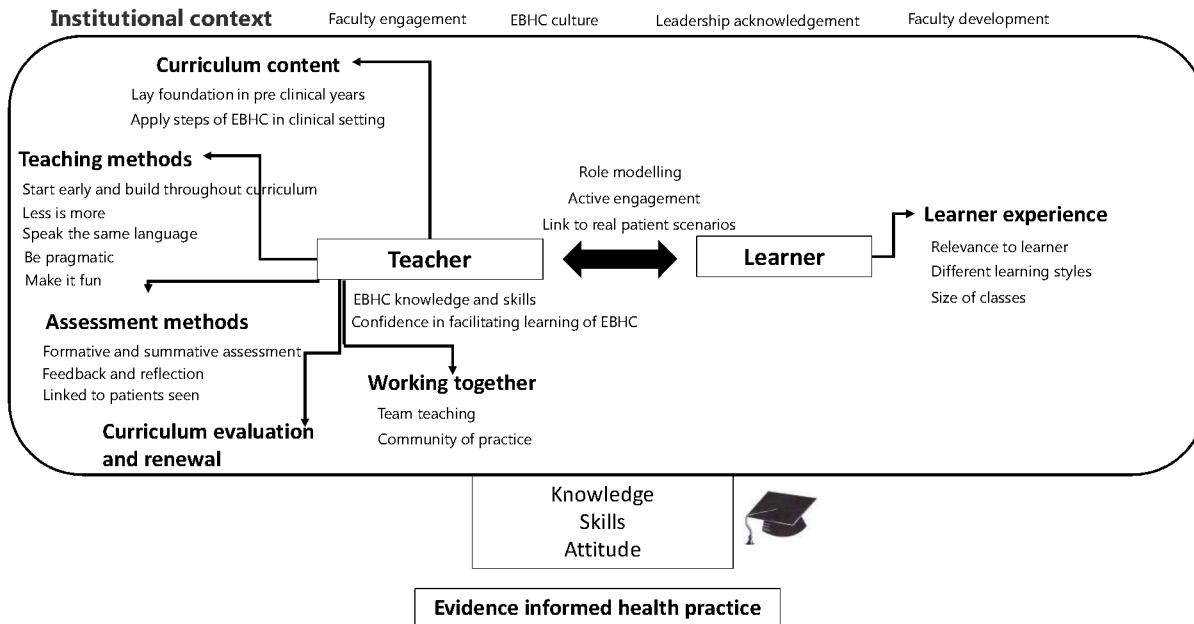 Institutional context
Faculty engagement
EBHC culture
Leadership acknowledgement
Faculty development
Curriculum content
Lay foundation in pre clinical years
Apply steps of EBHC in clinical setting
Teaching methods
Start early and build throughout curriculum
Less is more
Speak the same language
Be pragmatic
Make it fun
Role modelling
Active engagement
Link to real patient scenarios
Teacher
Learner
Learner experience
Relevance to learner
Different learning styles
Size of classes
EBHC knowledge and skills
Confidence in facilitating learning of EBHC
Assessment methods
Formative and summative assessment
Feedback and reflection
Linked to patients seen
Working together
Team teaching
Community of practice
Curriculum evaluation
and renewal
Knowledge
Skills
Attitude
Evidence informed health practice